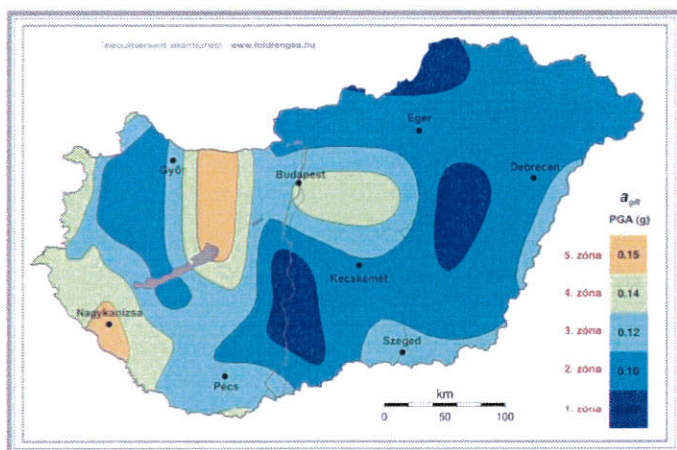 www.foldrenges.hu
Eger
Győr
Budapest
Debrecen
Kecskemét
Nagykanizsa
Szeged
Pécs
km
0 50 100
a_gR
PGA (g)
5. zóna 0.15
4. zóna 0.14
3. zóna 0.12
2. zóna 0.10
1. zóna